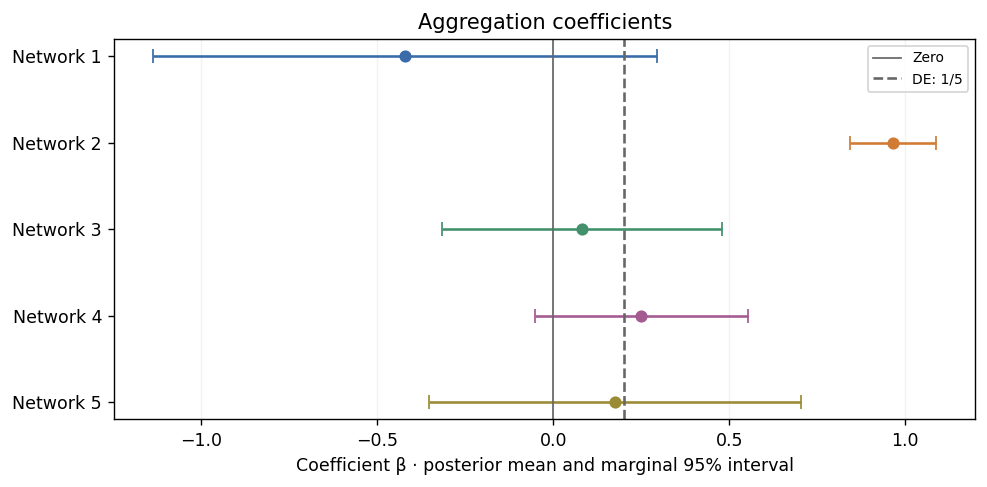 Aggregation coefficients
Network 1
Network 2
Network 3
Network 4
Network 5
Zero
DE: 1/5
−1.0
−0.5
0.0
0.5
1.0
Coefficient β · posterior mean and marginal 95% interval